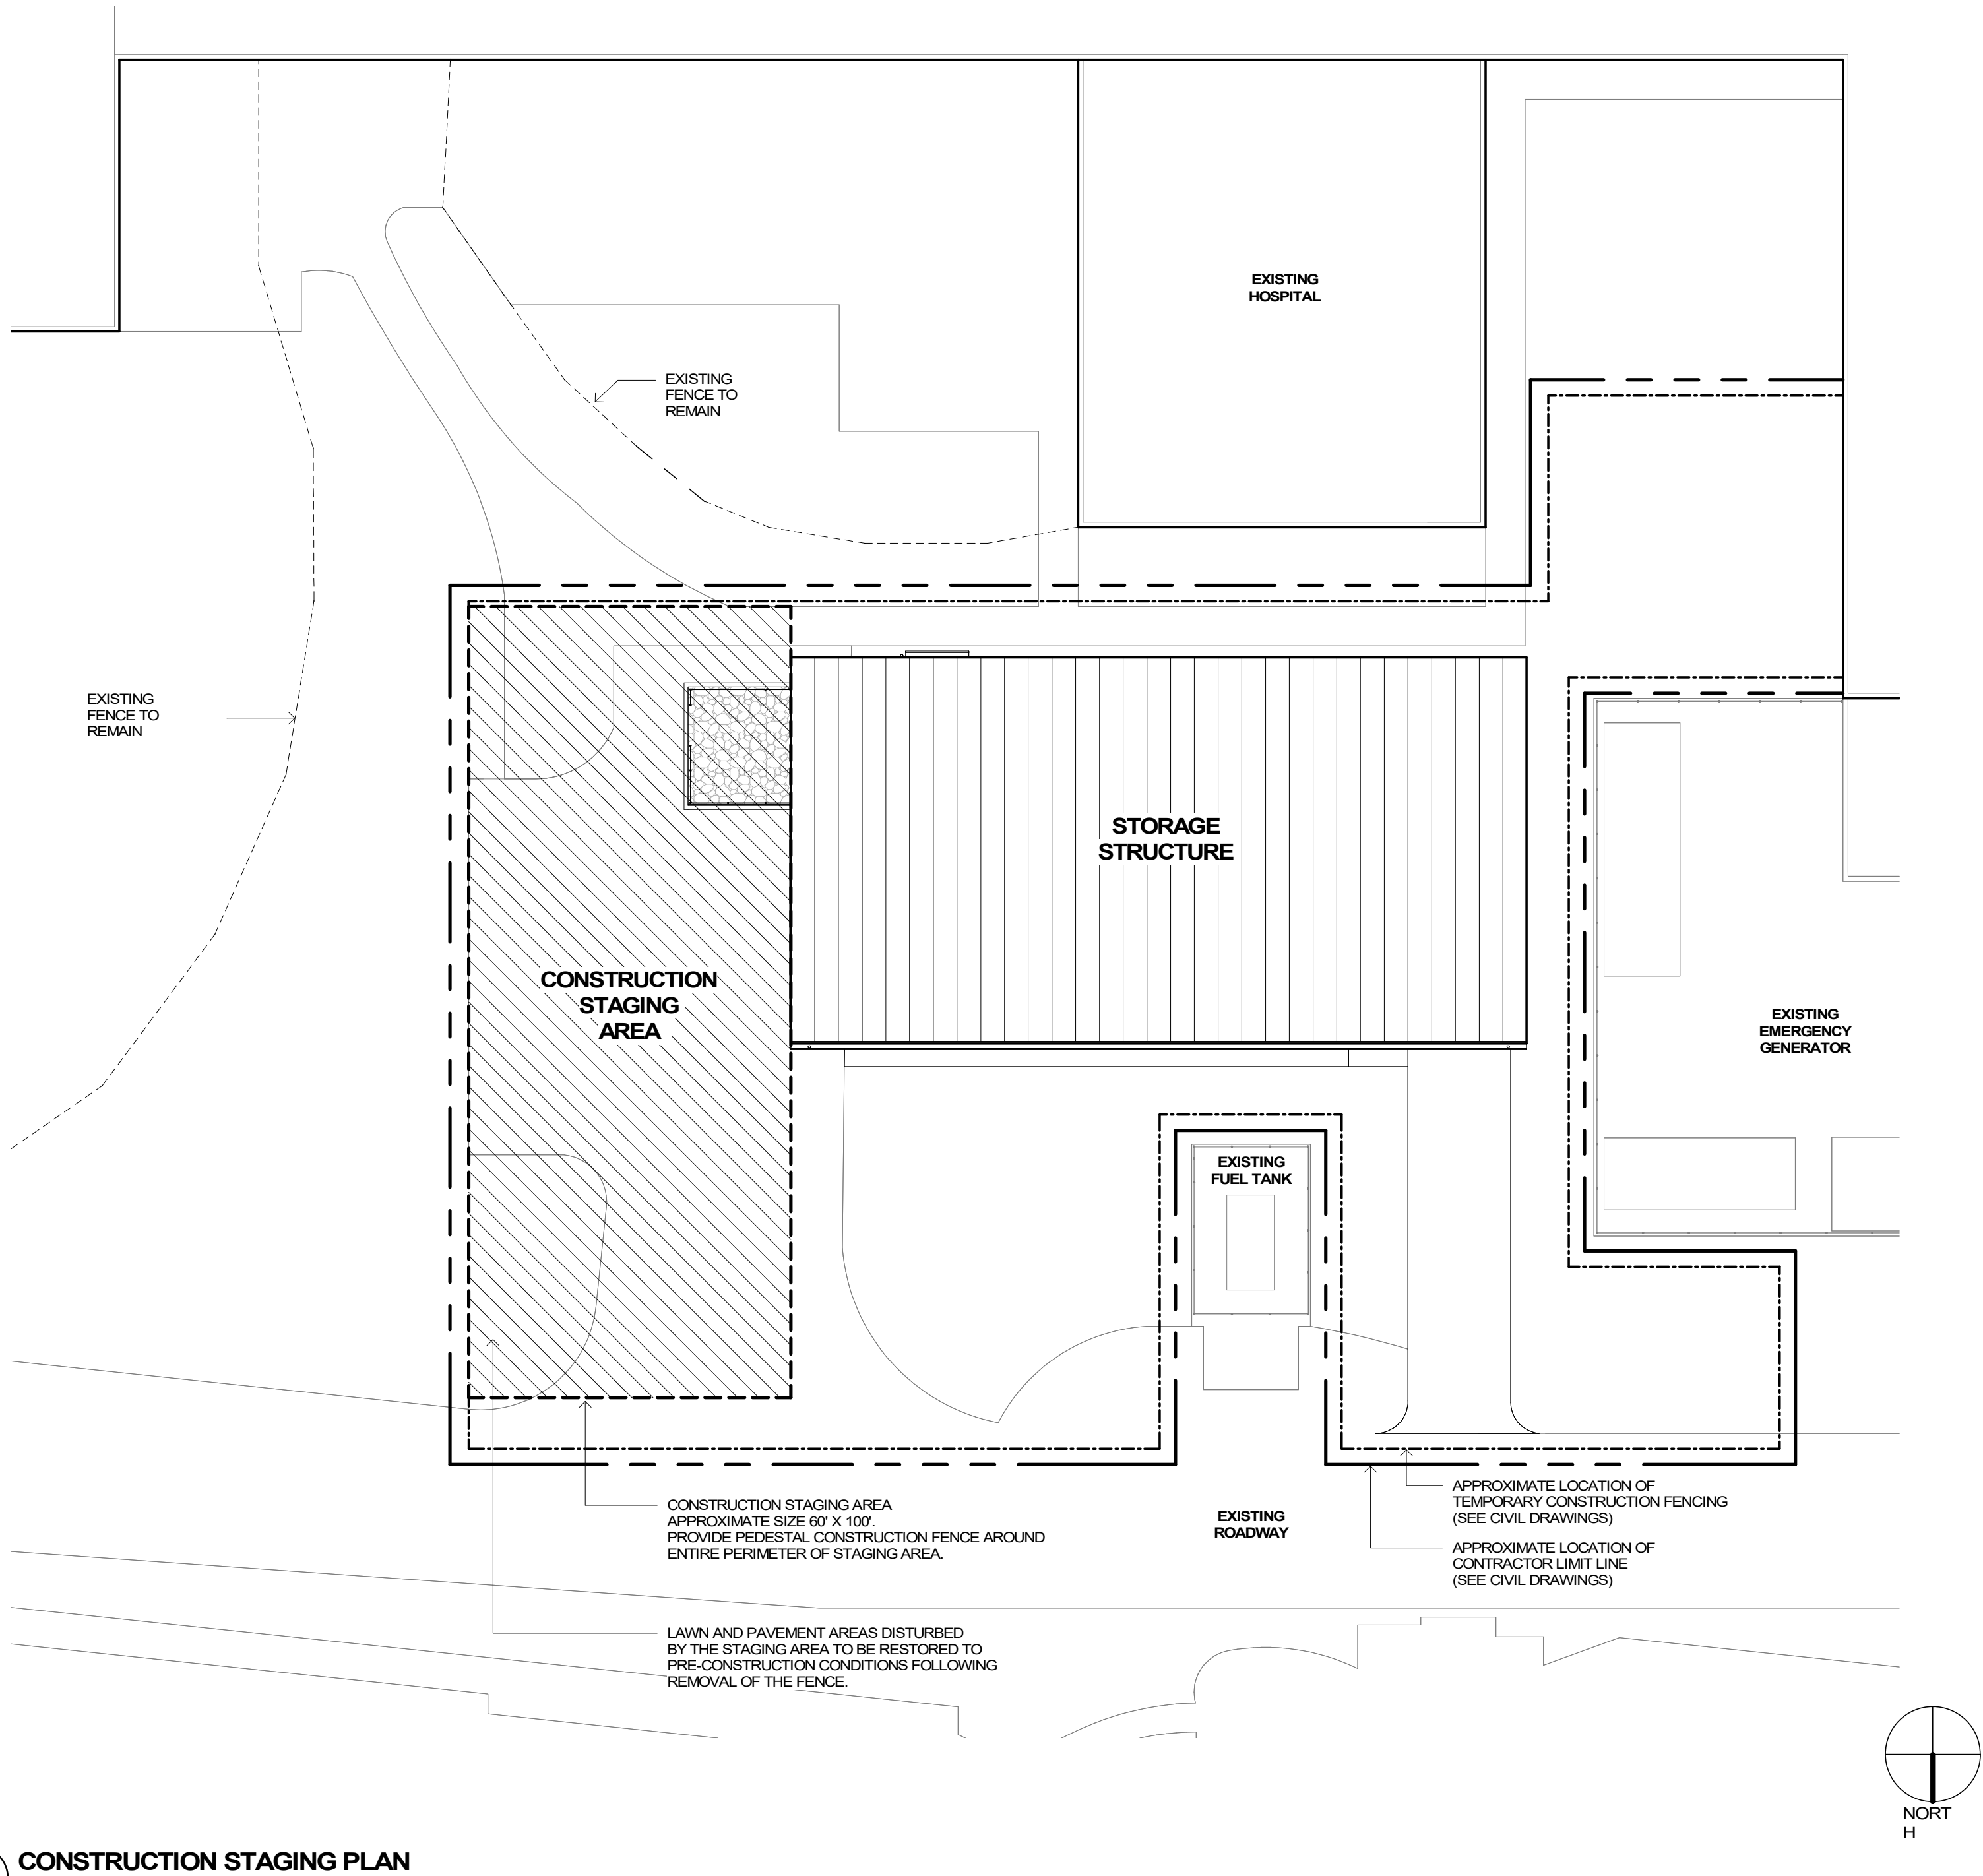 EXISTING
HOSPITAL
EXISTING
FENCE TO
REMAIN
EXISTING
FENCE TO
REMAIN
STORAGE
STRUCTURE
CONSTRUCTION
STAGING
AREA
EXISTING
EMERGENCY
GENERATOR
EXISTING
FUEL TANK
CONSTRUCTION STAGING AREA
APPROXIMATE SIZE 60' X 100'.
PROVIDE PEDESTAL CONSTRUCTION FENCE AROUND
ENTIRE PERIMETER OF STAGING AREA.
EXISTING
ROADWAY
APPROXIMATE LOCATION OF
TEMPORARY CONSTRUCTION FENCING
(SEE CIVIL DRAWINGS)
APPROXIMATE LOCATION OF
CONTRACTOR LIMIT LINE
(SEE CIVIL DRAWINGS)
LAWN AND PAVEMENT AREAS DISTURBED
BY THE STAGING AREA TO BE RESTORED TO
PRE-CONSTRUCTION CONDITIONS FOLLOWING
REMOVAL OF THE FENCE.
NORT
H
CONSTRUCTION STAGING PLAN